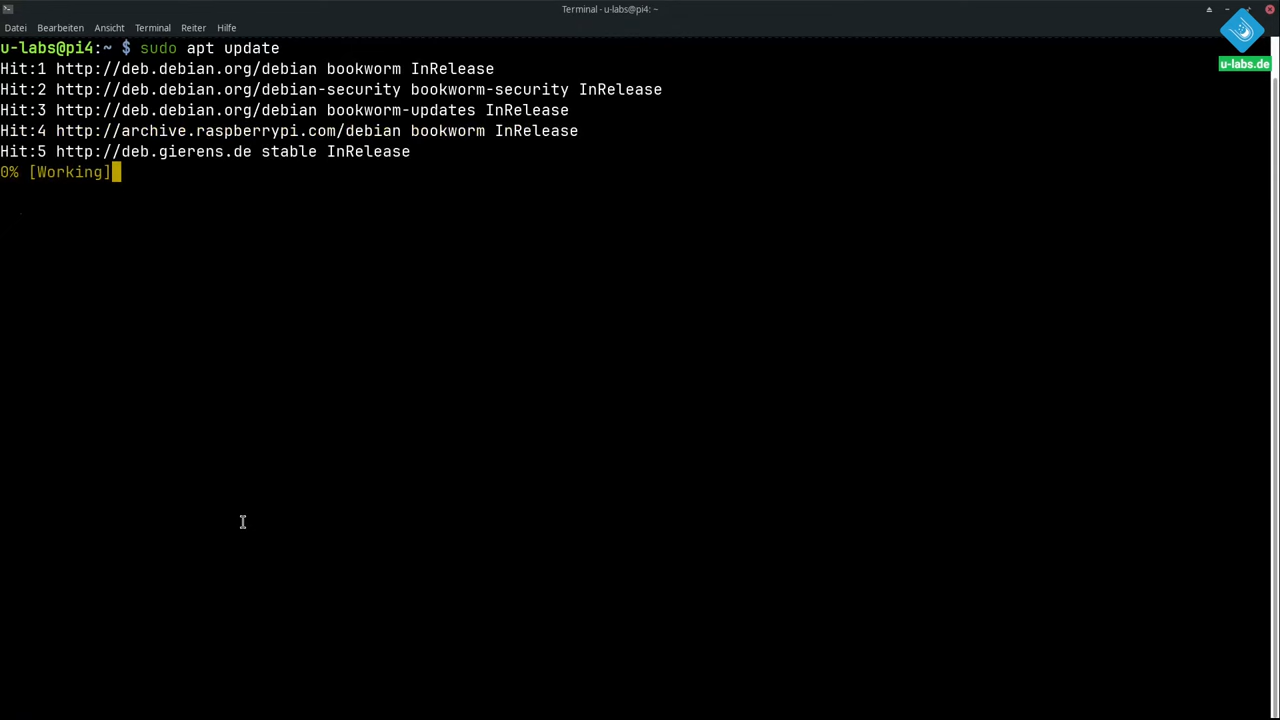 Terminal - u-labs@pi4: ~
Datei Bearbeiten Ansicht Terminal Reiter Hilfe
u-labs@pi4:~ $ sudo apt update
Hit:1 http://deb.debian.org/debian bookworm InRelease
Hit:2 http://deb.debian.org/debian-security bookworm-security InRelease
Hit:3 http://deb.debian.org/debian bookworm-updates InRelease
Hit:4 http://archive.raspberrypi.com/debian bookworm InRelease
Hit:5 http://deb.gierens.de stable InRelease
0% [Working]
u-labs.de